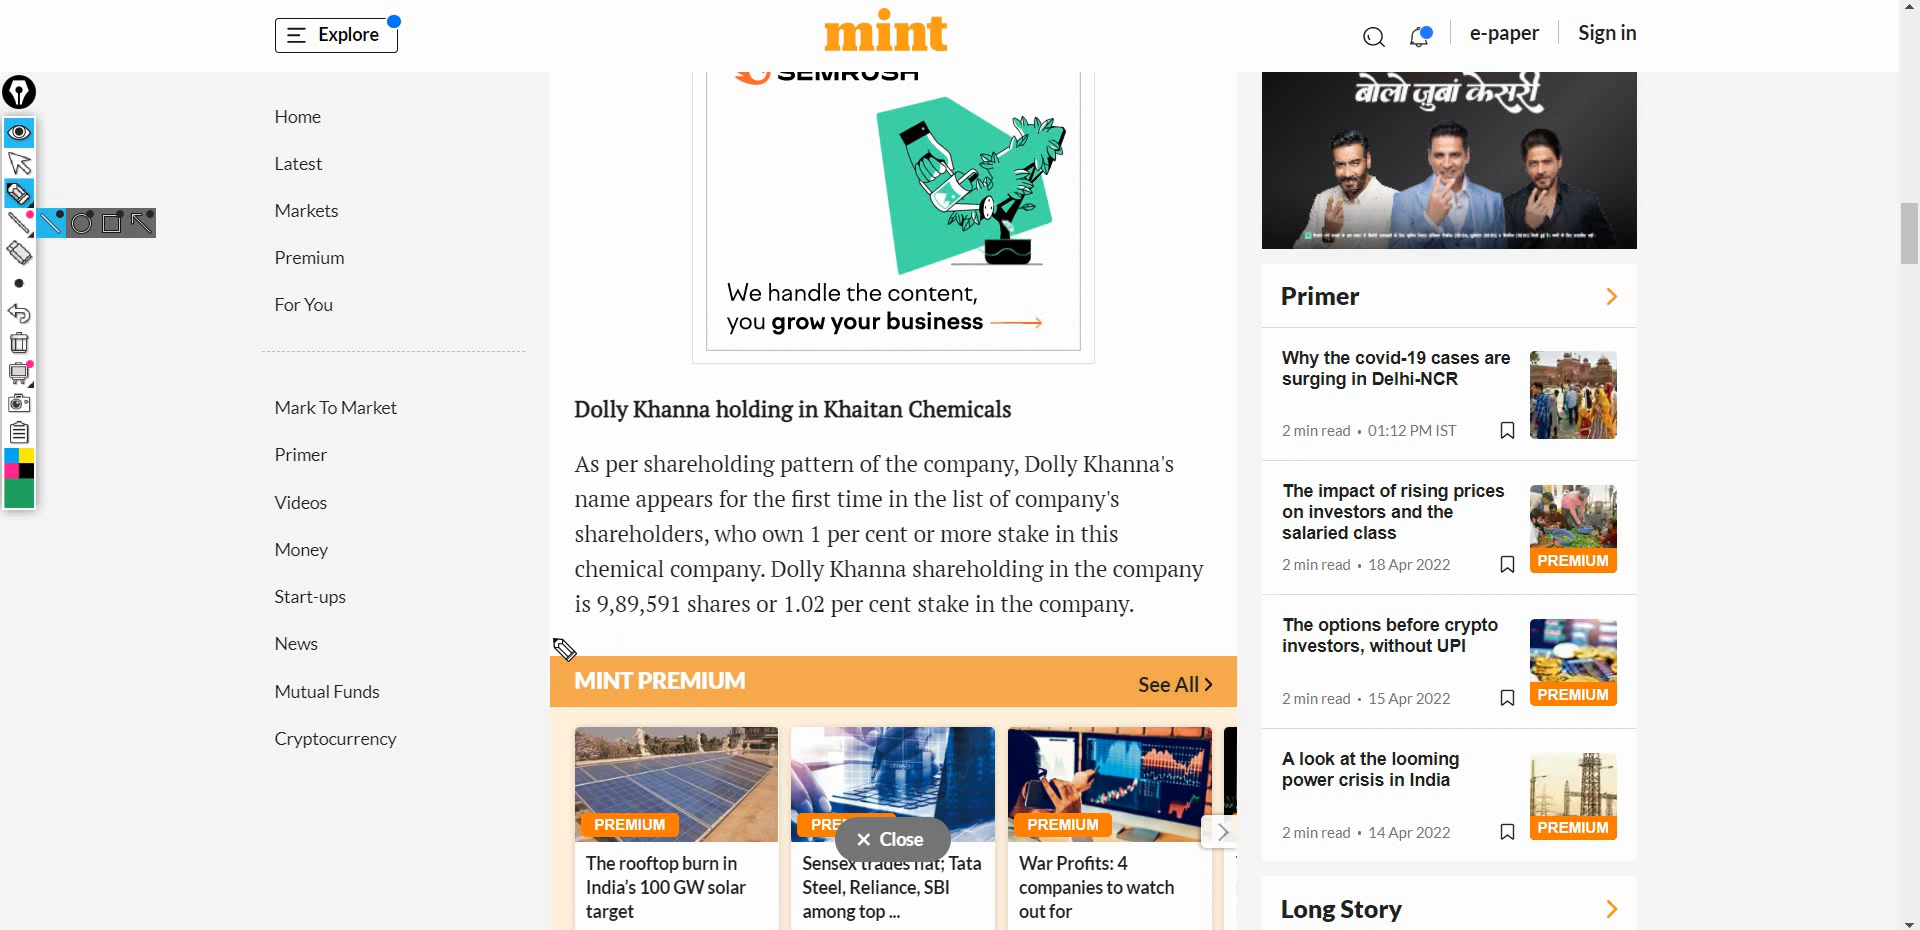 Explore
mint
e-paper
Sign in
Home
Latest
Markets
Premium
For You
Mark To Market
Primer
Videos
Money
Start-ups
News
Mutual Funds
Cryptocurrency
SEMRUSH
We handle the content,
you grow your business
Dolly Khanna holding in Khaitan Chemicals
As per shareholding pattern of the company, Dolly Khanna's
name appears for the first time in the list of company's
shareholders, who own 1 per cent or more stake in this
chemical company. Dolly Khanna shareholding in the company
is 9,89,591 shares or 1.02 per cent stake in the company.
MINT PREMIUM
See All
PREMIUM
The rooftop burn in
India's 100 GW solar
target
Sensex trades flat; Tata
Steel, Reliance, SBI
among top ...
PREMIUM
War Profits: 4
companies to watch
out for
Close
बोलो ज़ुबां केसरी
Primer
Why the covid-19 cases are
surging in Delhi-NCR
2 min read • 01:12 PM IST
The impact of rising prices
on investors and the
salaried class
2 min read • 18 Apr 2022
PREMIUM
The options before crypto
investors, without UPI
2 min read • 15 Apr 2022
PREMIUM
A look at the looming
power crisis in India
2 min read • 14 Apr 2022
PREMIUM
Long Story